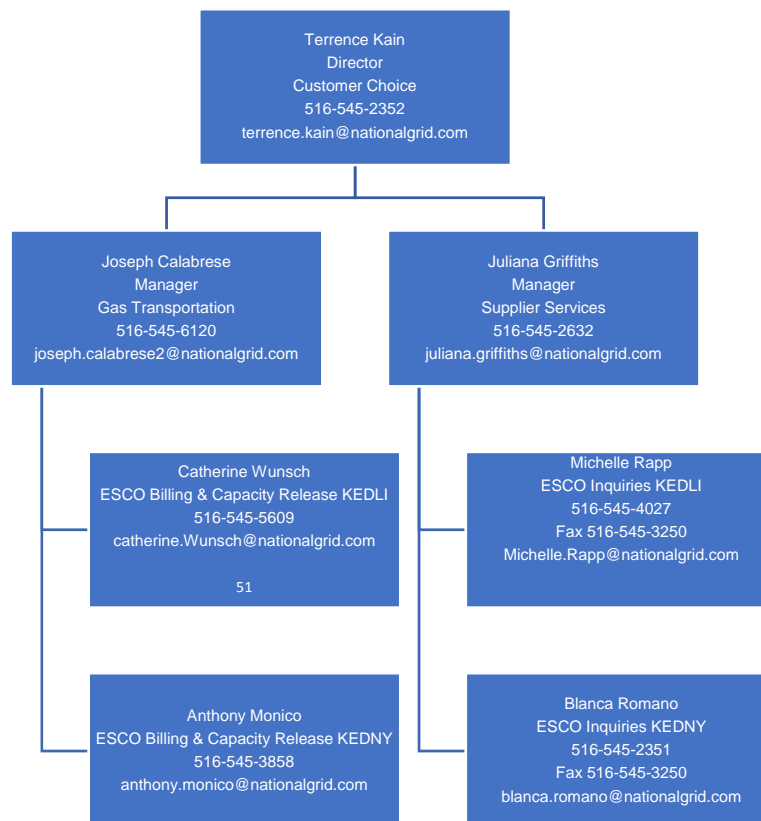 Terrence Kain
Director
Customer Choice
516-545-2352
terrence.kain@nationalgrid.com
Joseph Calabrese
Manager
Gas Transportation
516-545-6120
joseph.calabrese2@nationalgrid.com
Juliana Griffiths
Manager
Supplier Services
516-545-2632
juliana.griffiths@nationalgrid.com
Catherine Wunsch
ESCO Billing & Capacity Release KEDLI
516-545-5609
catherine.Wunsch@nationalgrid.com
51
Michelle Rapp
ESCO Inquiries KEDLI
516-545-4027
Fax 516-545-3250
Michelle.Rapp@nationalgrid.com
Anthony Monico
ESCO Billing & Capacity Release KEDNY
516-545-3858
anthony.monico@nationalgrid.com
Blanca Romano
ESCO Inquiries KEDNY
516-545-2351
Fax 516-545-3250
blanca.romano@nationalgrid.com